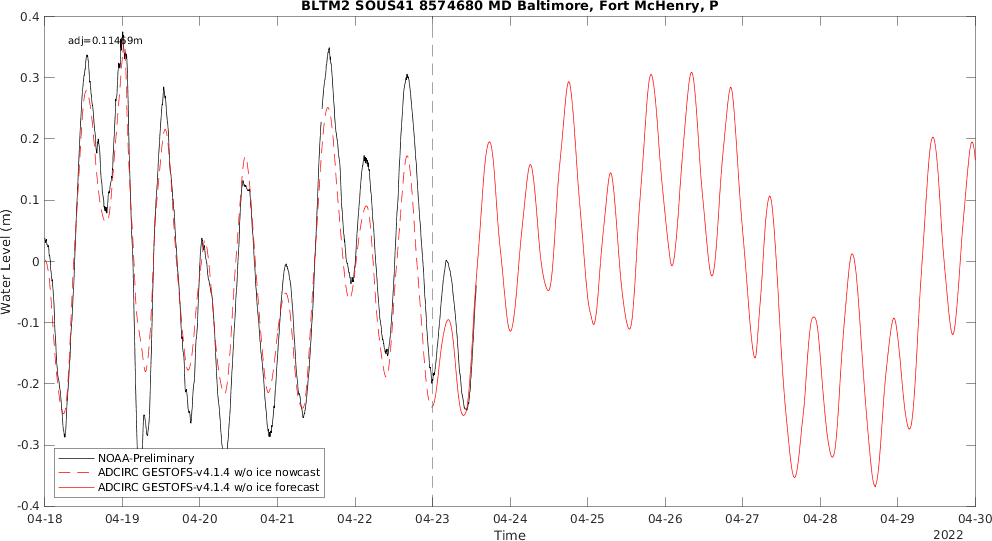 BLTM2 SOUS41 8574680 MD Baltimore, Fort McHenry, P
adj=0.11469m
0.4
0.3
0.2
0.1
0
-0.1
-0.2
-0.3
-0.4
Water Level (m)
NOAA-Preliminary
ADCIRC GESTOFS-v4.1.4 w/o ice nowcast
ADCIRC GESTOFS-v4.1.4 w/o ice forecast
04-18 04-19 04-20 04-21 04-22 04-23 04-24 04-25 04-26 04-27 04-28 04-29 04-30
Time
2022